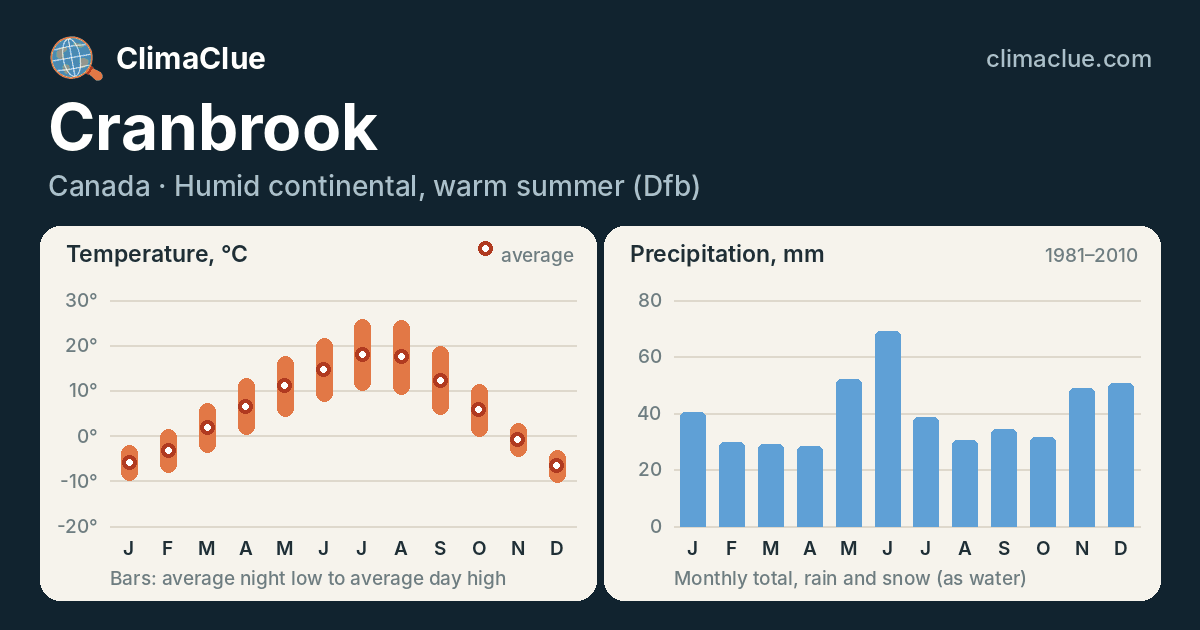 ClimaClue
climaclue.com
Cranbrook
Canada · Humid continental, warm summer (Dfb)
Temperature, °C
average
30°
20°
10°
0°
-10°
-20°
J F M A M J J A S O N D
Bars: average night low to average day high
Precipitation, mm
1981–2010
80
60
40
20
0
J F M A M J J A S O N D
Monthly total, rain and snow (as water)